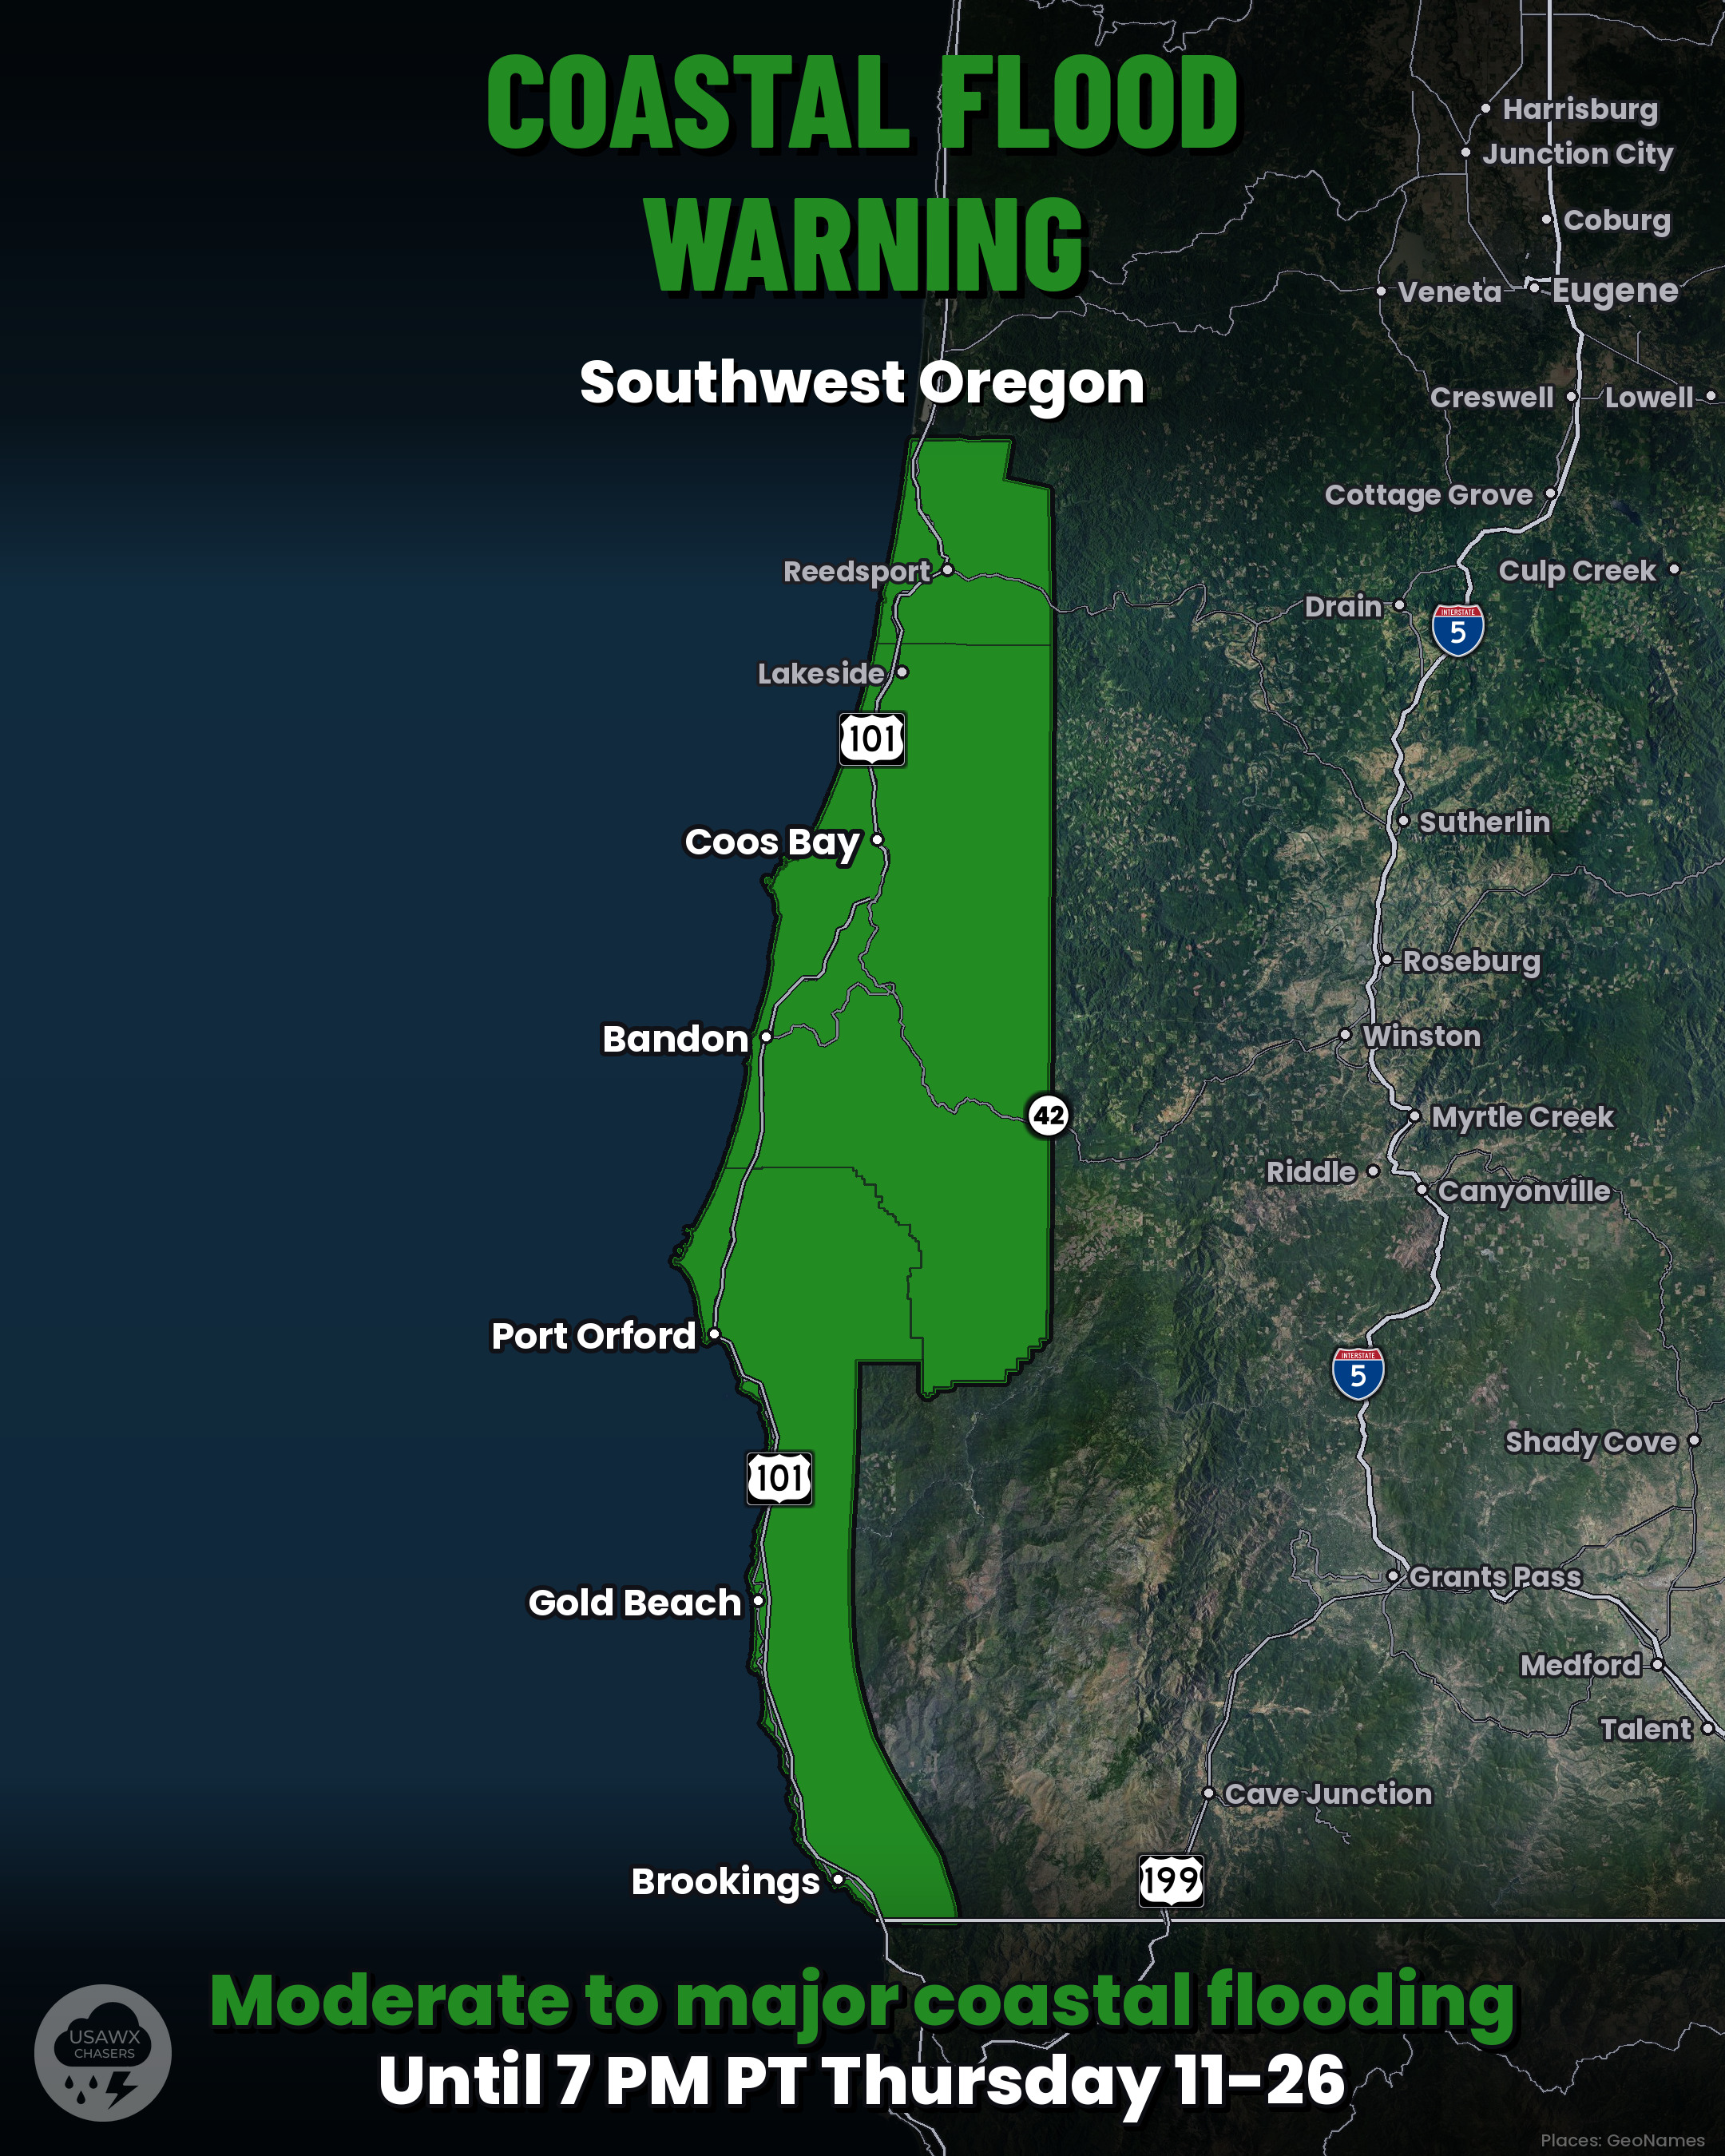 COASTAL FLOOD
WARNING
Southwest Oregon
Harrisburg
Junction City
Coburg
Veneta
Eugene
Creswell
Lowell
Cottage Grove
Reedsport
Culp Creek
Drain
INTERSTATE
5
Lakeside
101
Coos Bay
Sutherlin
Roseburg
Bandon
Winston
42
Myrtle Creek
Riddle
Canyonville
Port Orford
INTERSTATE
5
Shady Cove
101
Grants Pass
Gold Beach
Medford
Talent
Cave Junction
Brookings
199
Moderate to major coastal flooding
Until 7 PM PT Thursday 11-26
USAWX
CHASERS
Places: GeoNames